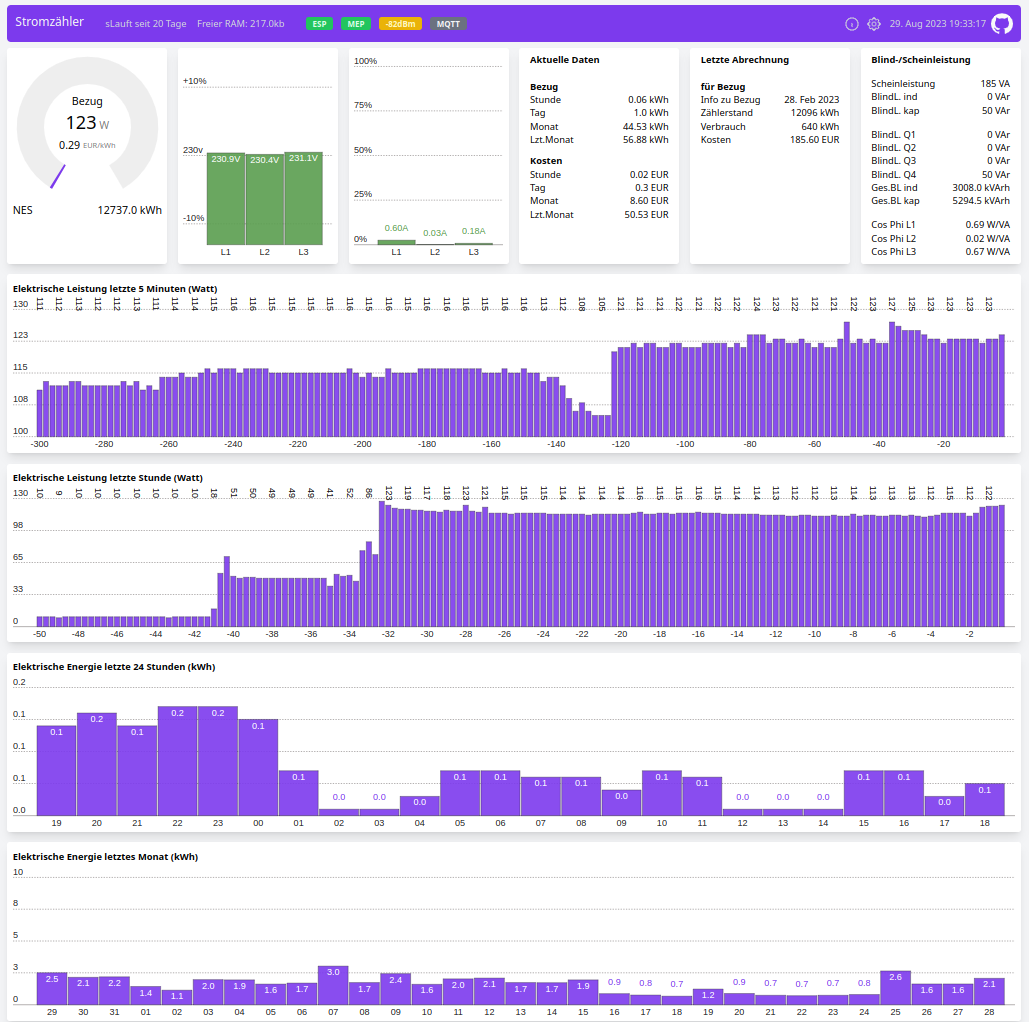 Stromzähler sLauft seit 20 Tage Freier RAM: 217.0kb ESP MEP -82dBm MQTT 29. Aug 2023 19:33:17
Bezug
123 W
0.29 EUR/kWh
NES 12737.0 kWh
+10%
230v
-10%
230.9V 230.4V 231.1V
L1 L2 L3
100%
75%
50%
25%
0%
0.60A 0.03A 0.18A
L1 L2 L3
Aktuelle Daten
Bezug
Stunde 0.06 kWh
Tag 1.0 kWh
Monat 44.53 kWh
Lzt.Monat 56.88 kWh
Kosten
Stunde 0.02 EUR
Tag 0.3 EUR
Monat 8.60 EUR
Lzt.Monat 50.53 EUR
Letzte Abrechnung
für Bezug
Info zu Bezug 28. Feb 2023
Zählerstand 12096 kWh
Verbrauch 640 kWh
Kosten 185.60 EUR
Blind-/Scheinleistung
Scheinleistung 185 VA
BlindL. ind 0 VAr
BlindL. kap 50 VAr
BlindL. Q1 0 VAr
BlindL. Q2 0 VAr
BlindL. Q3 0 VAr
BlindL. Q4 50 VAr
Ges.BL ind 3008.0 kVArh
Ges.BL kap 5294.5 kVArh
Cos Phi L1 0.69 W/VA
Cos Phi L2 0.02 W/VA
Cos Phi L3 0.67 W/VA
Elektrische Leistung letzte 5 Minuten (Watt)
111 112 113 112 112 113 111 114 114 115 116 116 116 115 115 115 116 115 116 115 116 116 116 116 115 116 115 112 108 105 121 121 121 122 121 122 121 124 123 122 123 121 122 122 127 125 123 122 123 123
130
123
115
108
100
-300 -280 -260 -240 -220 -200 -180 -160 -140 -120 -100 -80 -60 -40 -20
Elektrische Leistung letzte Stunde (Watt)
10 9 10 10 10 10 10 10 10 18 51 50 49 49 49 41 52 86 123 119 117 118 123 121 115 115 115 114 114 114 114 116 114 115 115 114 114 114 113 112 112 113 114 113 113 113 112 115 112 122
130
98
65
33
0
-50 -48 -46 -44 -42 -40 -38 -36 -34 -32 -30 -28 -26 -24 -22 -20 -18 -16 -14 -12 -10 -8 -6 -4 -2
Elektrische Energie letzte 24 Stunden (kWh)
0.2
0.1
0.1
0.1
0.0
0.1 0.2 0.1 0.2 0.2 0.1 0.1 0.0 0.0 0.0 0.1 0.1 0.1 0.1 0.0 0.1 0.1 0.0 0.0 0.0 0.1 0.1 0.0 0.1
19 20 21 22 23 00 01 02 03 04 05 06 07 08 09 10 11 12 13 14 15 16 17 18
Elektrische Energie letztes Monat (kWh)
10
8
5
3
0
2.5 2.1 2.2 1.4 1.1 2.0 1.9 1.6 1.7 3.0 1.7 2.4 1.6 2.0 2.1 1.7 1.7 1.9 0.9 0.8 0.7 1.2 0.9 0.7 0.7 0.7 0.8 2.6 1.6 1.6 2.1
29 30 31 01 02 03 04 05 06 07 08 09 10 11 12 13 14 15 16 17 18 19 20 21 22 23 24 25 26 27 28